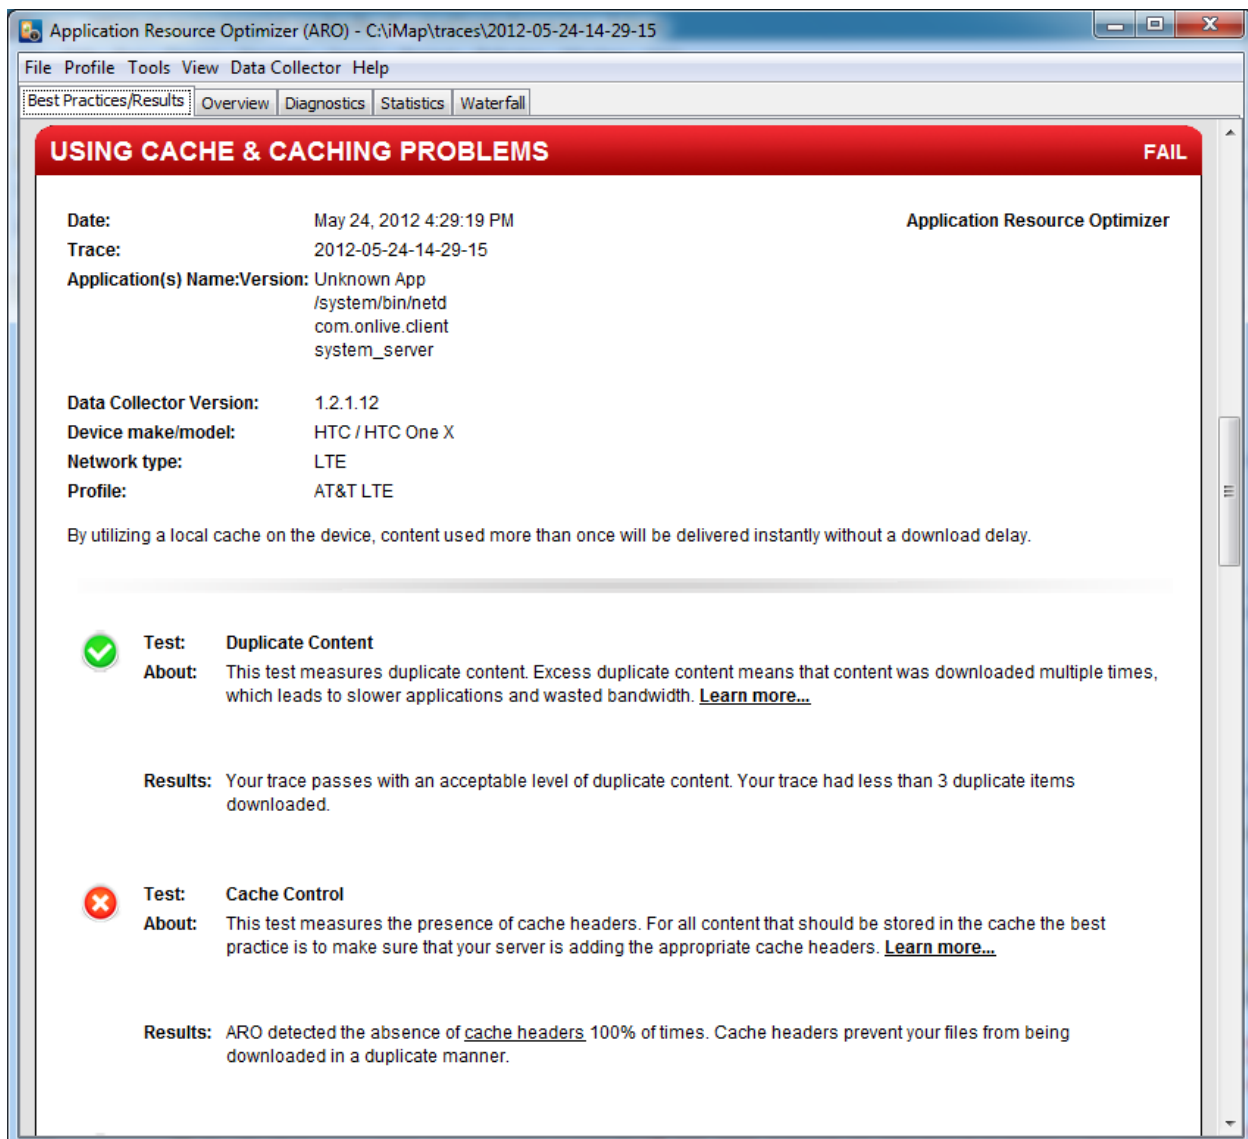 Application Resource Optimizer (ARO) - C:\iMap\traces\2012-05-24-14-29-15
File Profile Tools View Data Collector Help
Best Practices/Results Overview Diagnostics Statistics Waterfall
USING CACHE & CACHING PROBLEMS FAIL
Date: May 24, 2012 4:29:19 PM Application Resource Optimizer
Trace: 2012-05-24-14-29-15
Application(s) Name:Version: Unknown App
/system/bin/netd
com.onlive.client
system_server
Data Collector Version: 1.2.1.12
Device make/model: HTC / HTC One X
Network type: LTE
Profile: AT&T LTE
By utilizing a local cache on the device, content used more than once will be delivered instantly without a download delay.
Test: Duplicate Content
About: This test measures duplicate content. Excess duplicate content means that content was downloaded multiple times,
which leads to slower applications and wasted bandwidth. Learn more...
Results: Your trace passes with an acceptable level of duplicate content. Your trace had less than 3 duplicate items
downloaded.
Test: Cache Control
About: This test measures the presence of cache headers. For all content that should be stored in the cache the best
practice is to make sure that your server is adding the appropriate cache headers. Learn more...
Results: ARO detected the absence of cache headers 100% of times. Cache headers prevent your files from being
downloaded in a duplicate manner.